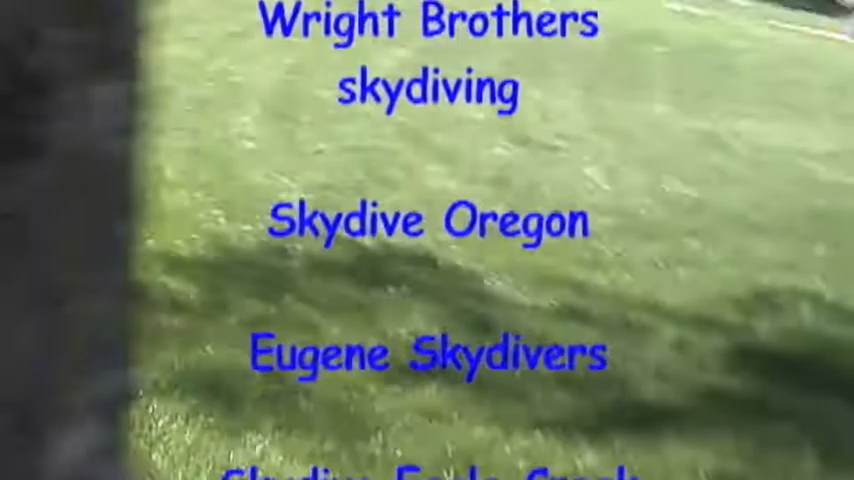 Wright Brothers
skydiving
Skydive Oregon
Eugene Skydivers